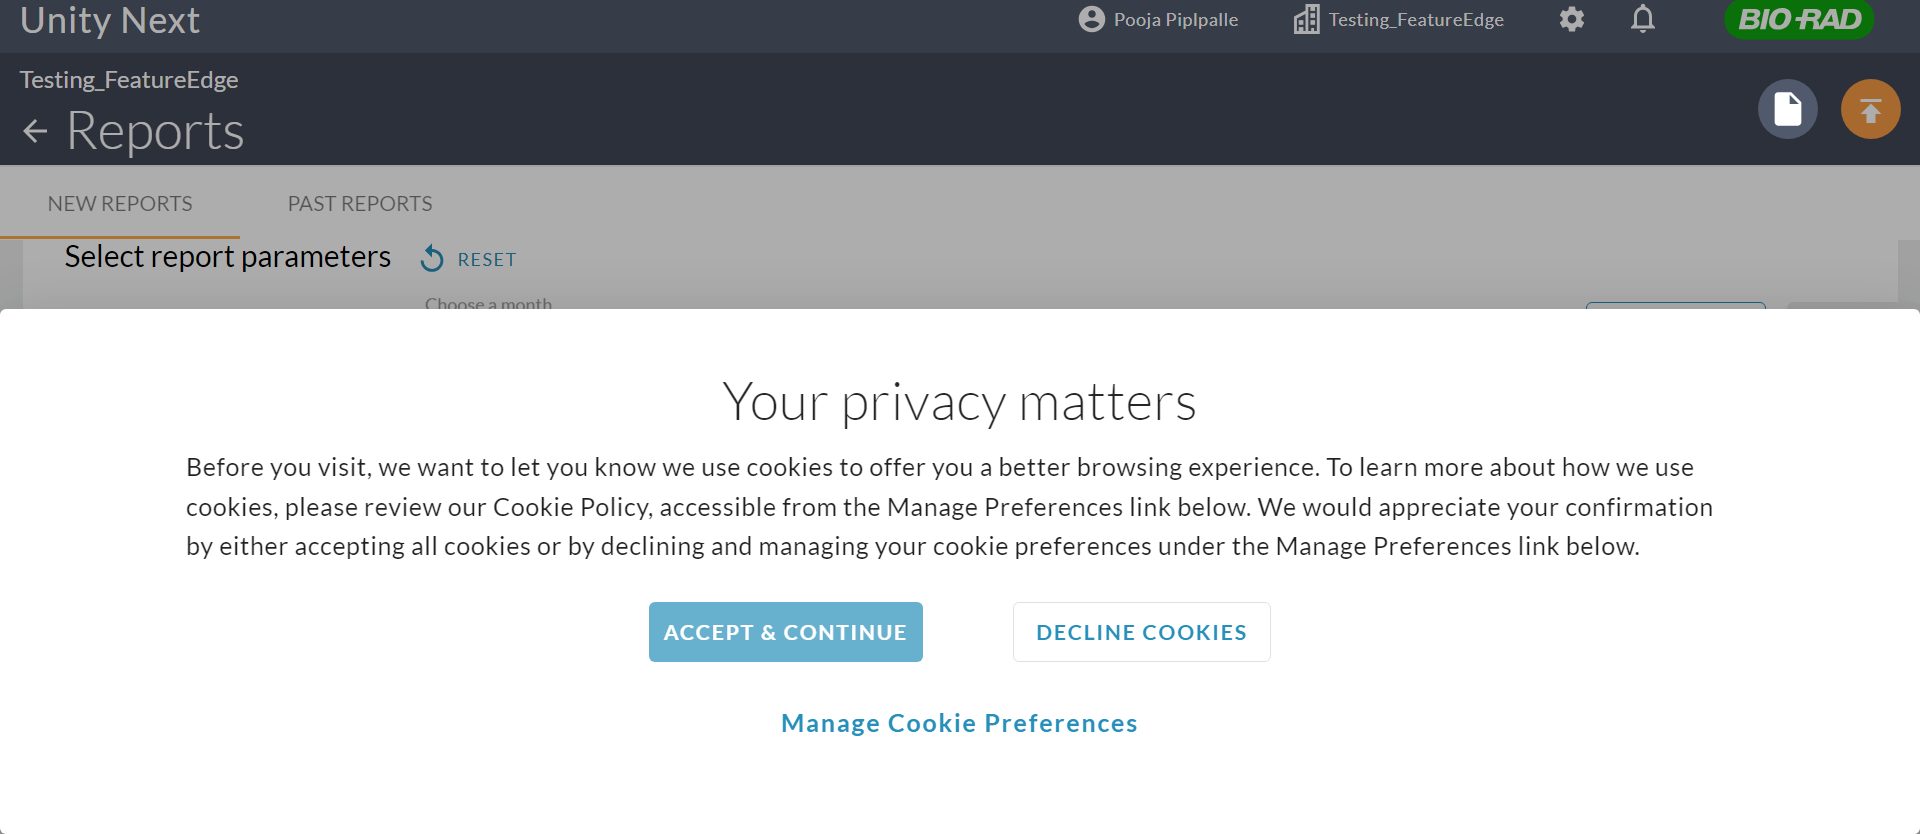 Unity Next
Pooja Piplpalle
Testing_FeatureEdge
BIO-RAD
Testing_FeatureEdge
Reports
NEW REPORTS
PAST REPORTS
Select report parameters
RESET
Choose a month
Your privacy matters
Before you visit, we want to let you know we use cookies to offer you a better browsing experience. To learn more about how we use
cookies, please review our Cookie Policy, accessible from the Manage Preferences link below. We would appreciate your confirmation
by either accepting all cookies or by declining and managing your cookie preferences under the Manage Preferences link below.
ACCEPT & CONTINUE
DECLINE COOKIES
Manage Cookie Preferences